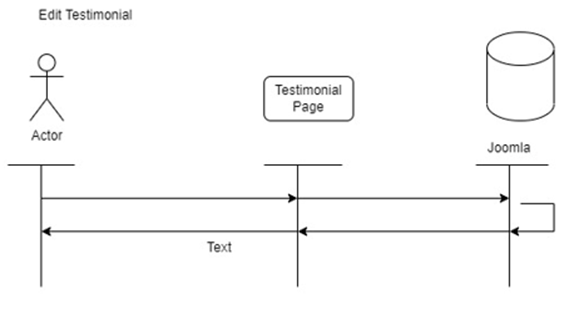 Edit Testimonial
Testimonial
Page
Actor
Joomla
Text